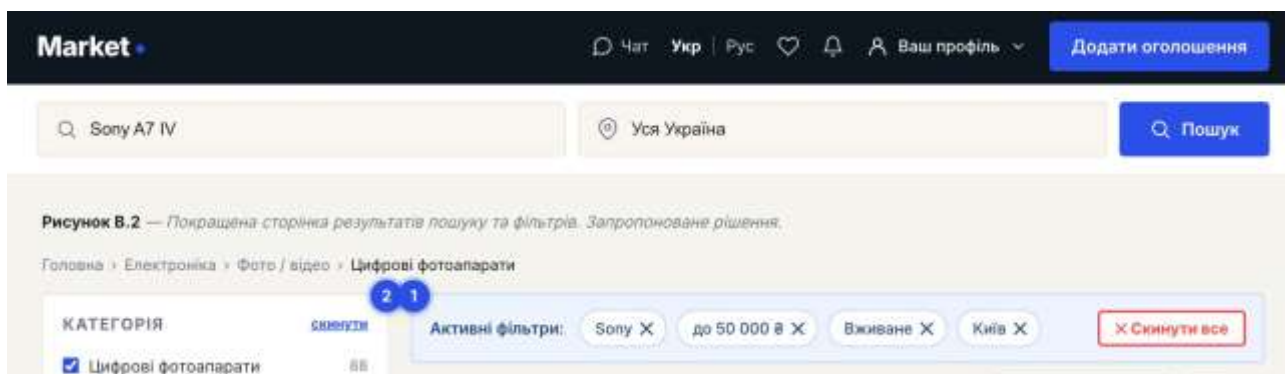 Market
Чат Укр | Рус Ваш профіль Додати оголошення
Sony A7 IV Уся Україна Пошук
Рисунок В.2 — Покращена сторінка результатів пошуку та фільтрів. Запропоноване рішення.
Головна › Електроніка › Фото / відео › Цифрові фотоапарати
2 1
КАТЕГОРІЯ скинути Активні фільтри: Sony X до 50 000 ₴ X Вживане X Київ X X Скинути все
Цифрові фотоапарати